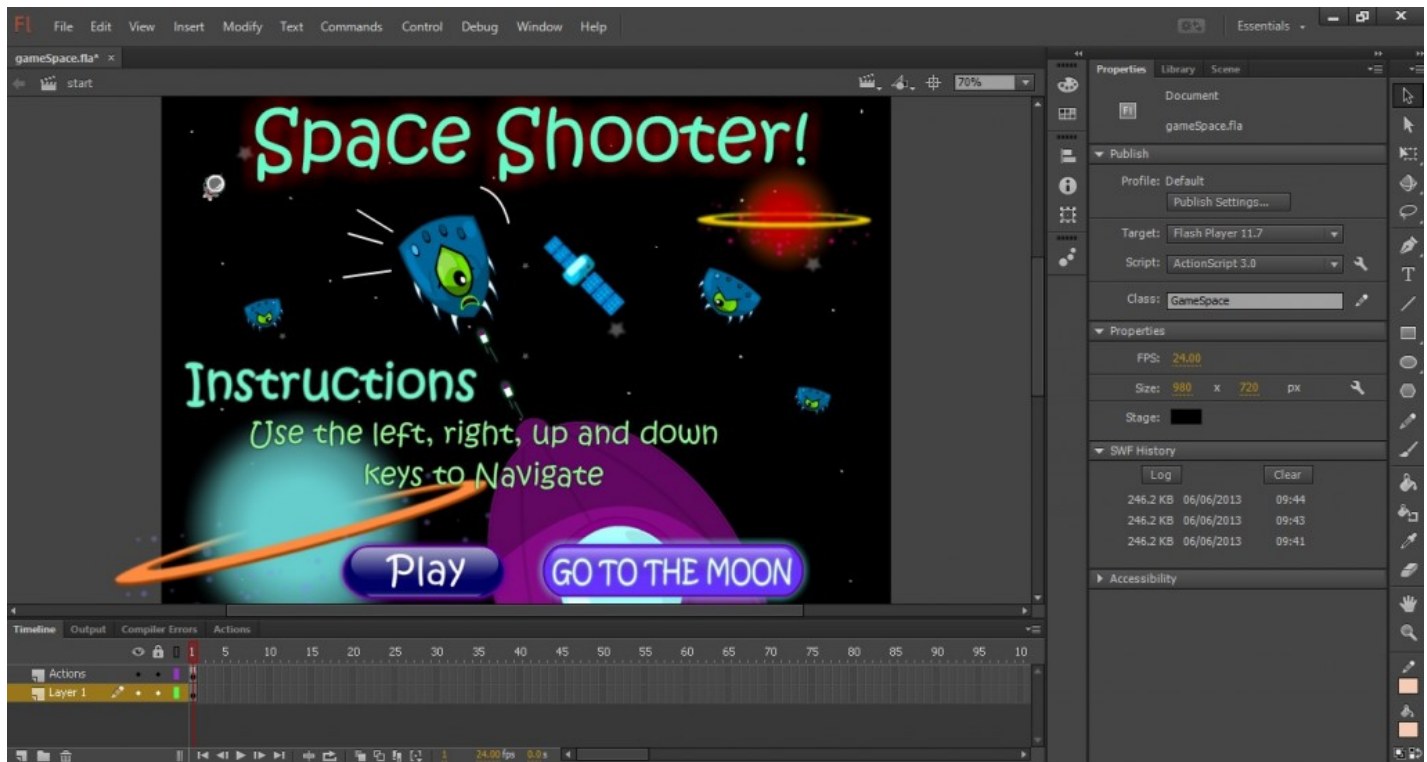 Fl File Edit View Insert Modify Text Commands Control Debug Window Help
Essentials
gameSpace.fla* ×
start
70%
Space Shooter!
Instructions
Use the left, right, up and down
keys to Navigate
Play
GO TO THE MOON
Properties Library Scene
Document
Fl
gameSpace.fla
Publish
Profile: Default
Publish Settings...
Target: Flash Player 11.7
Script: ActionScript 3.0
Class: GameSpace
Properties
FPS: 24.00
Size: 980 x 720 px
Stage:
SWF History
Log Clear
246.2 KB 06/06/2013 09:44
246.2 KB 06/06/2013 09:43
246.2 KB 06/06/2013 09:41
Accessibility
Timeline Output Compiler Errors Actions
1 5 10 15 20 25 30 35 40 45 50 55 60 65 70 75 80 85 90 95 10
Actions
Layer 1
1 24.00 fps 0.0 s